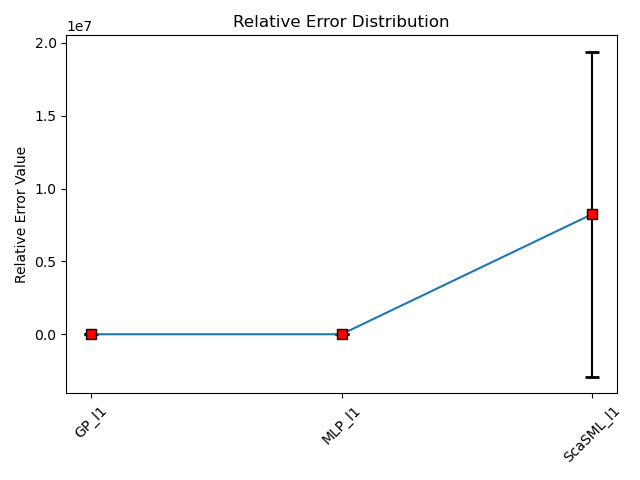 Relative Error Distribution
1e7
2.0
1.5
1.0
0.5
0.0
Relative Error Value
GP_l1
MLP_l1
ScaSML_l1